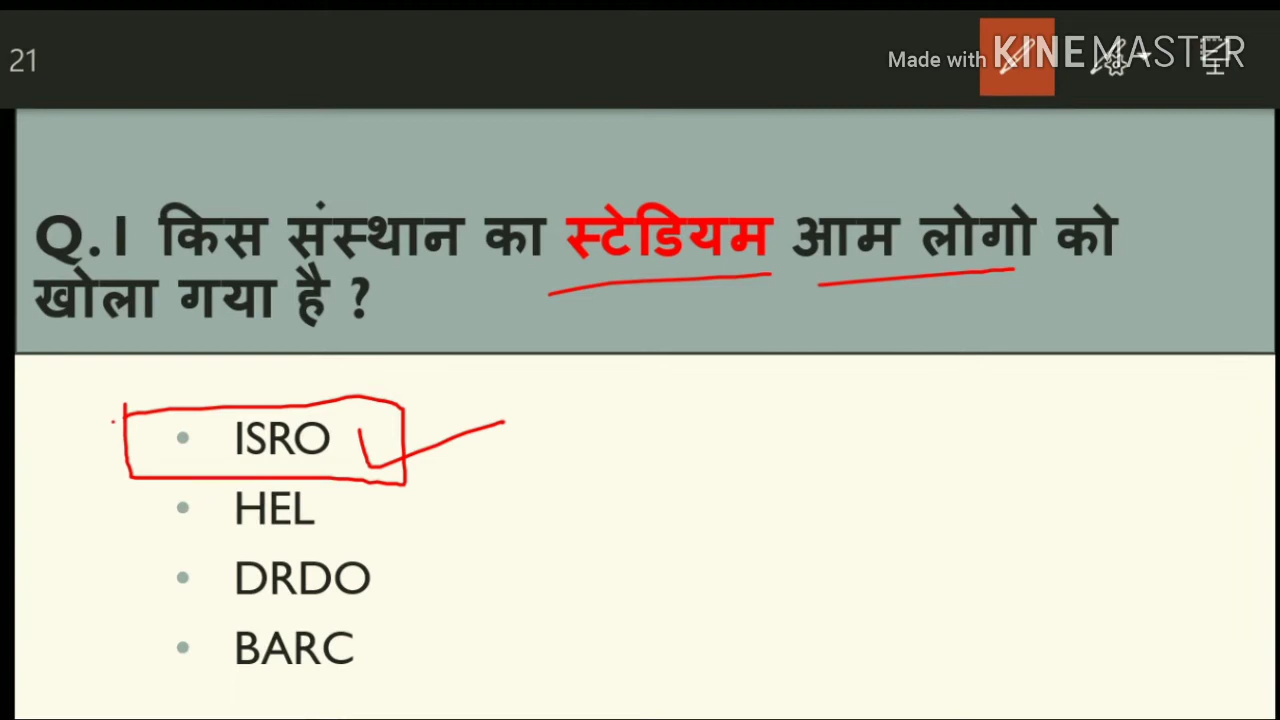 21
Made with KINEMASTER
Q.1 किस संस्थान का स्टेडियम आम लोगो को
खोला गया है ?
• ISRO
• HEL
• DRDO
• BARC